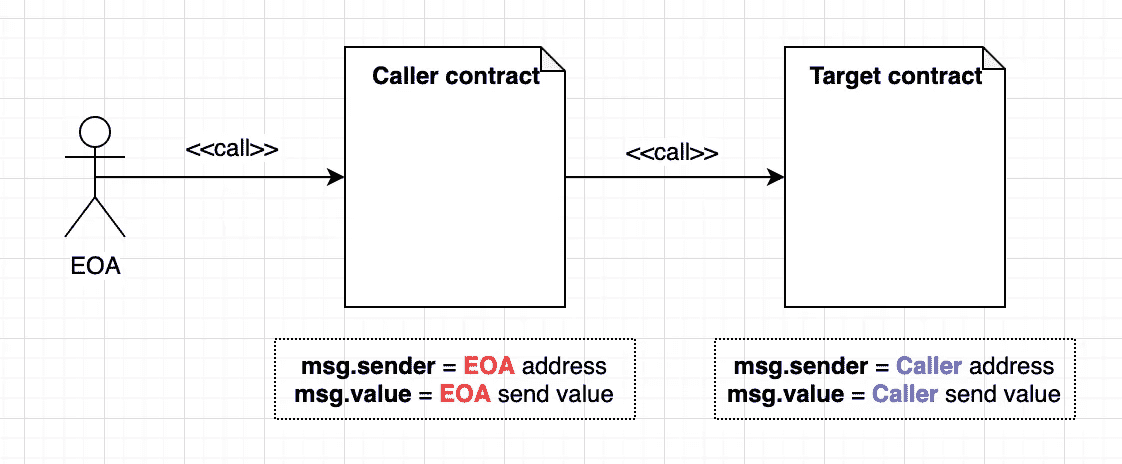 Caller contract
Target contract
<<call>>
<<call>>
EOA
msg.sender = EOA address
msg.value = EOA send value
msg.sender = Caller address
msg.value = Caller send value